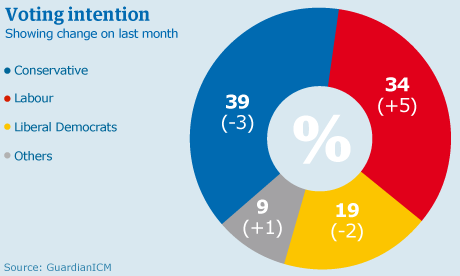 Voting intention
Showing change on last month
Conservative
Labour
Liberal Democrats
Others
39
(-3)
34
(+5)
%
9
(+1)
19
(-2)
Source: GuardianICM